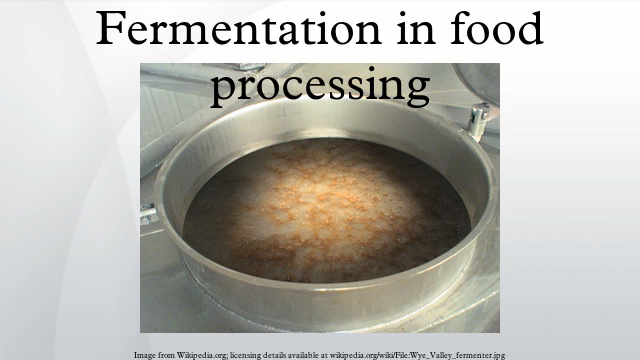 Fermentation in food
processing
Image from Wikipedia.org; licensing details available at wikipedia.org/wiki/File:Wye_Valley_fermenter.jpg